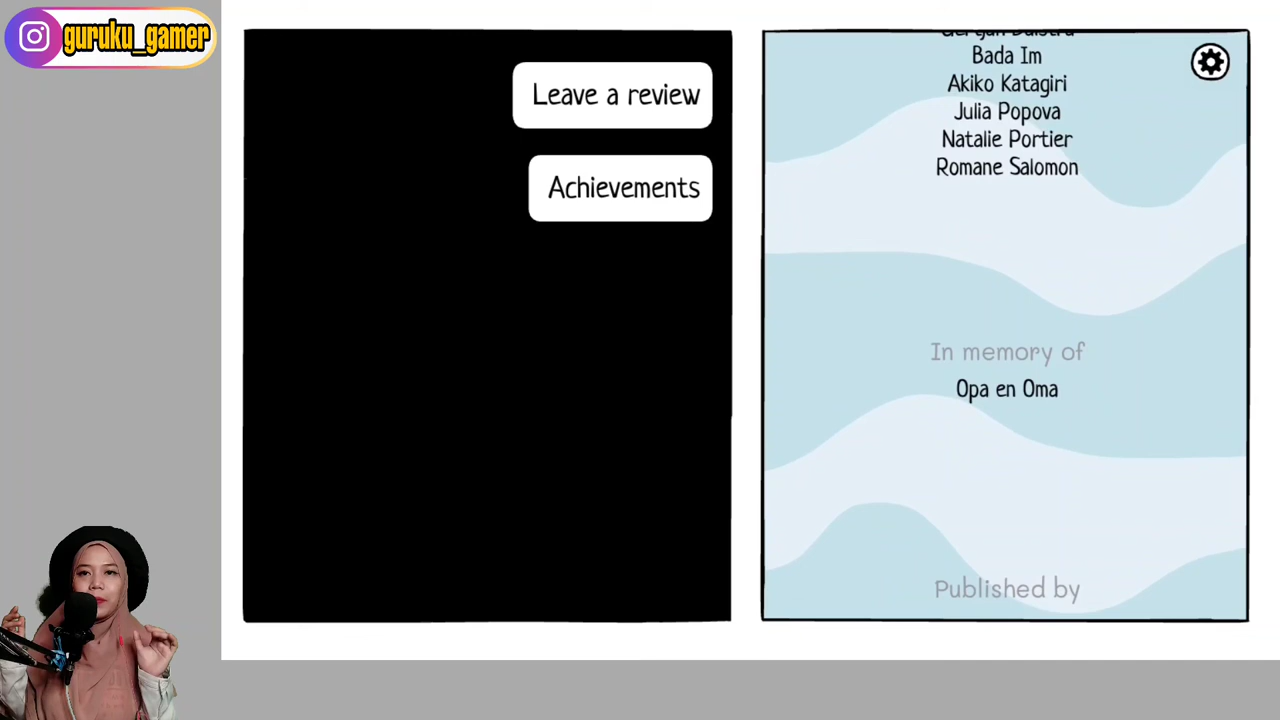 guruku_gamer
Leave a review
Achievements
Bada Im
Akiko Katagiri
Julia Popova
Natalie Portier
Romane Salomon
In memory of
Opa en Oma
Published by